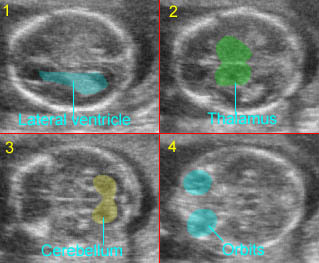 1
Lateral ventricle
2
Thalamus
3
Cerebellum
4
Orbits